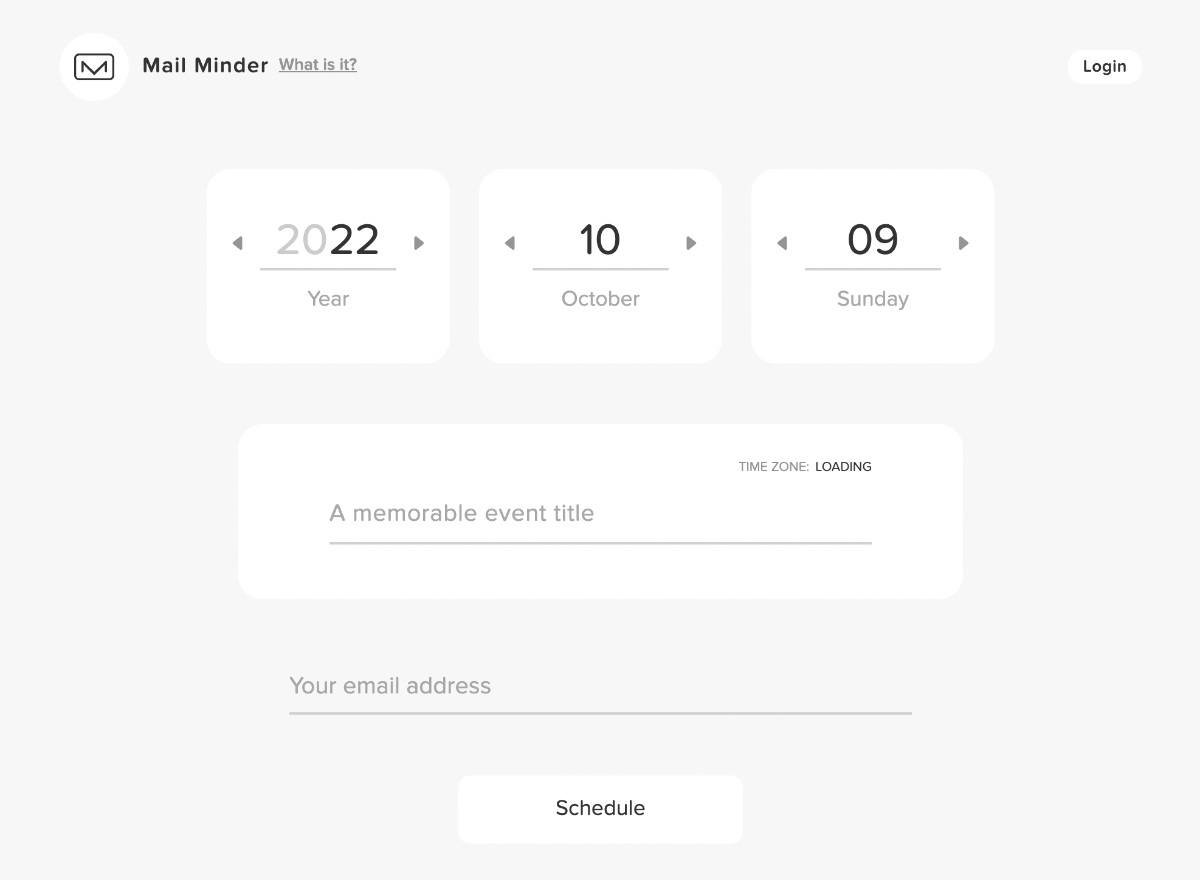 Mail Minder What is it?
Login
2022
Year
10
October
09
Sunday
TIME ZONE: LOADING
A memorable event title
Your email address
Schedule